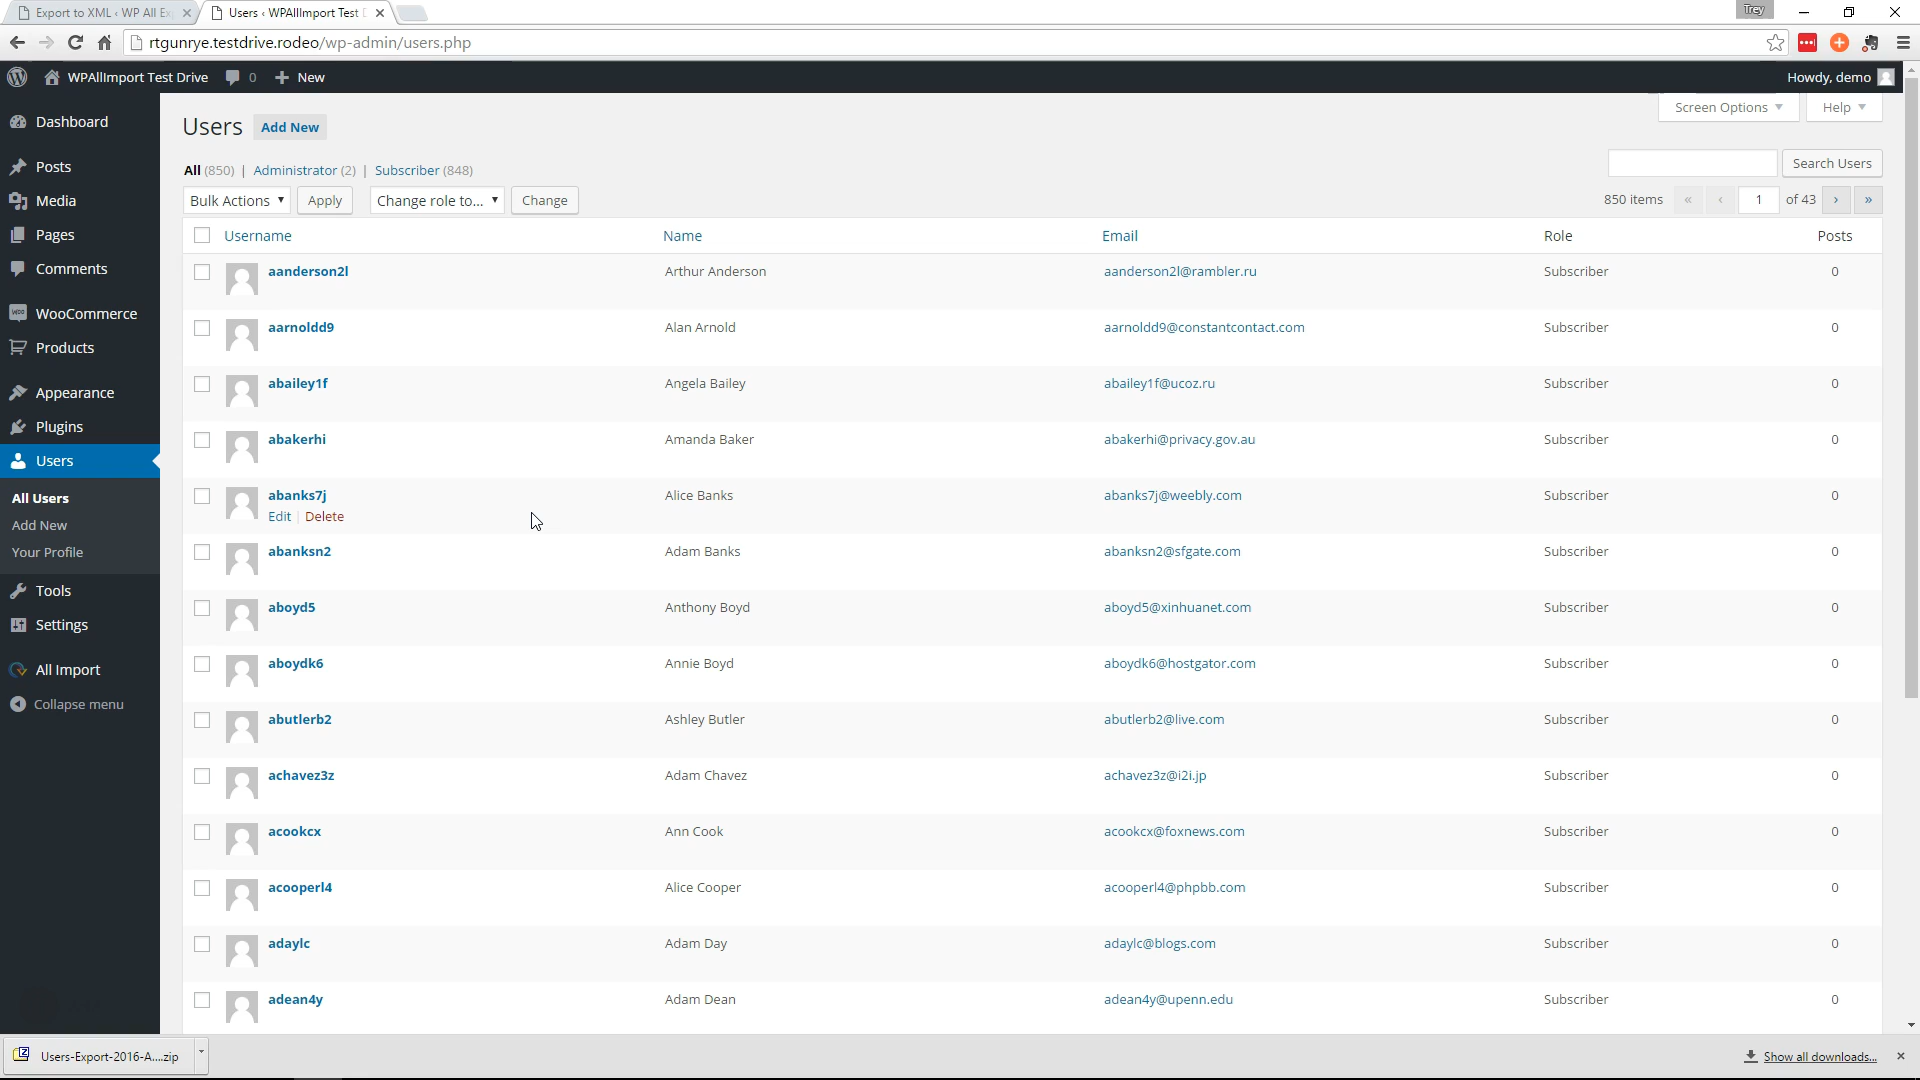 Export to XML ‹ WP All Ex
Users ‹ WPAllImport Test D
Trey
rtgunrye.testdrive.rodeo/wp-admin/users.php
WPAllImport Test Drive 0 New
Howdy, demo
Dashboard
Posts
Media
Pages
Comments
WooCommerce
Products
Appearance
Plugins
Users
All Users
Add New
Your Profile
Tools
Settings
All Import
Collapse menu
Screen Options Help
Users Add New
All (850) | Administrator (2) | Subscriber (848)
Search Users
Bulk Actions Apply Change role to... Change
850 items « ‹ 1 of 43 › »
Username Name Email Role Posts
aanderson2l Arthur Anderson aanderson2l@rambler.ru Subscriber 0
aarnoldd9 Alan Arnold aarnoldd9@constantcontact.com Subscriber 0
abailey1f Angela Bailey abailey1f@ucoz.ru Subscriber 0
abakerhi Amanda Baker abakerhi@privacy.gov.au Subscriber 0
abanks7j Alice Banks abanks7j@weebly.com Subscriber 0
Edit | Delete
abanksn2 Adam Banks abanksn2@sfgate.com Subscriber 0
aboyd5 Anthony Boyd aboyd5@xinhuanet.com Subscriber 0
aboydk6 Annie Boyd aboydk6@hostgator.com Subscriber 0
abutlerb2 Ashley Butler abutlerb2@live.com Subscriber 0
achavez3z Adam Chavez achavez3z@i2i.jp Subscriber 0
acookcx Ann Cook acookcx@foxnews.com Subscriber 0
acooperl4 Alice Cooper acooperl4@phpbb.com Subscriber 0
adaylc Adam Day adaylc@blogs.com Subscriber 0
adean4y Adam Dean adean4y@upenn.edu Subscriber 0
Users-Export-2016-A....zip
Show all downloads...